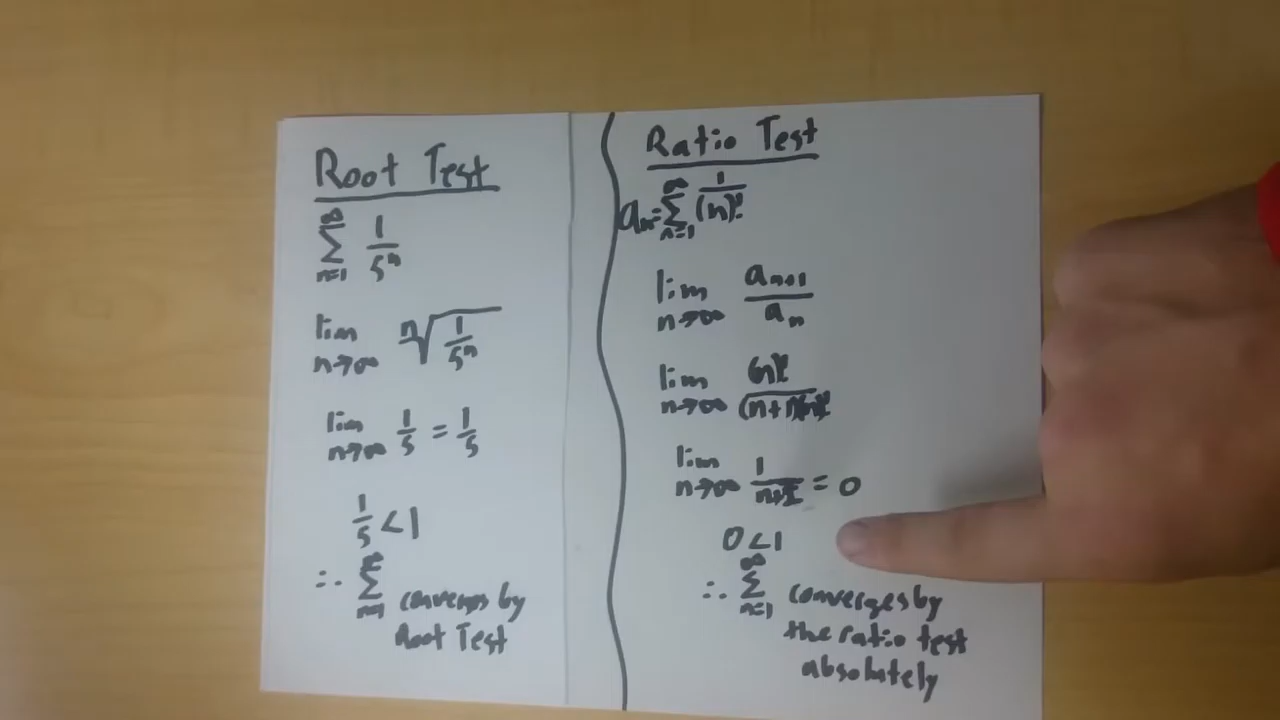 Root Test
∞
∑ 1/5ⁿ
n=1
lim ⁿ√(1/5ⁿ)
n→∞
lim 1/5 = 1/5
n→∞
1/5 < 1
∴ ∑ converges by
Root Test
Ratio Test
aₙ = ∑ 1/(n)!
∞
n=1
lim aₙ₊₁/aₙ
n→∞
lim (n)!/(n+1)(n)!
n→∞
lim 1/n+1 = 0
n→∞
0 < 1
∞
∴ ∑ converges by
n=1
the ratio test
absolutely